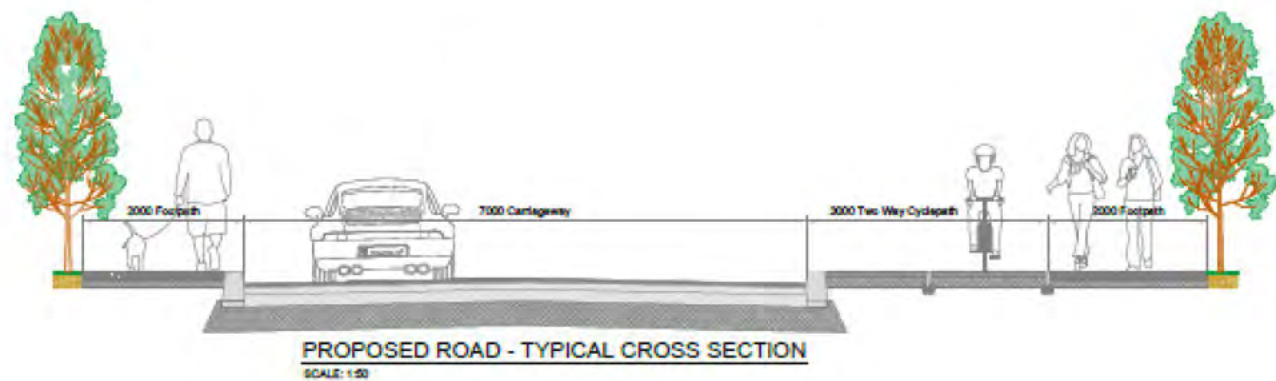 2000 Footpath
7000 Carriageway
3000 Two Way Cyclepath
2000 Footpath
PROPOSED ROAD - TYPICAL CROSS SECTION
SCALE: 1:50